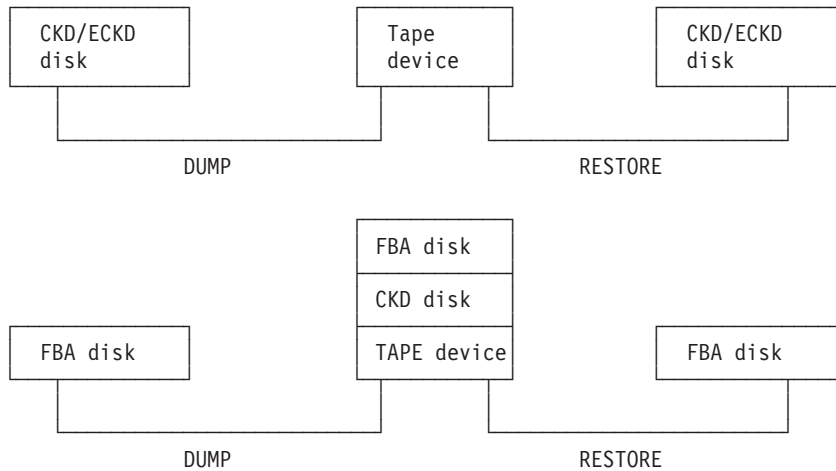 CKD/ECKD disk
Tape device
CKD/ECKD disk
DUMP
RESTORE
FBA disk
CKD disk
FBA disk
TAPE device
FBA disk
DUMP
RESTORE